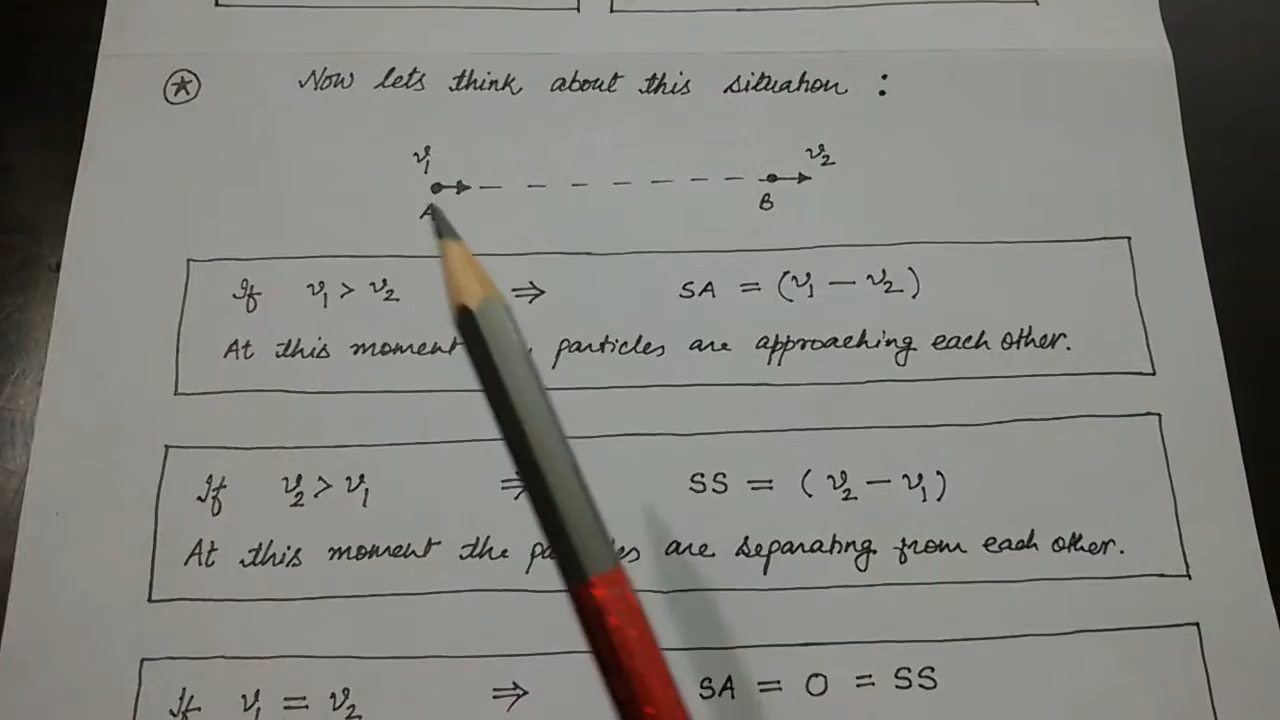 Now lets think about this situation :
v₁ v₂
A B
If v₁ > v₂ ⇒ SA = (v₁ − v₂)
At this moment particles are approaching each other.
If v₂ > v₁ ⇒ SS = (v₂ − v₁)
At this moment the are separating from each other.
If v₁ = v₂ ⇒ SA = 0 = SS